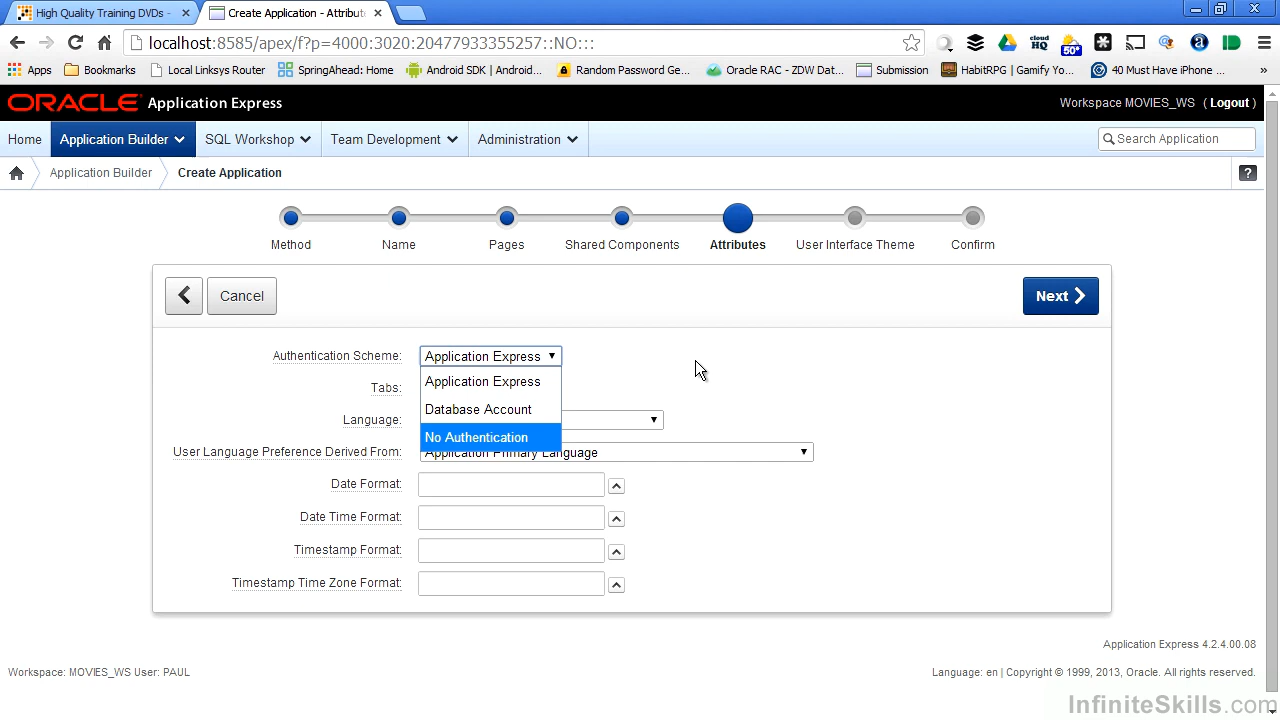 High Quality Training DVDs -
Create Application - Attribut
localhost:8585/apex/f?p=4000:3020:20477933355257::NO:::
cloud HQ
50°
Apps Bookmarks Local Linksys Router SpringAhead: Home Android SDK | Android... Random Password Ge... Oracle RAC - ZDW Dat... Submission HabitRPG | Gamify Yo... 40 Must Have iPhone ... »
ORACLE Application Express
Workspace MOVIES_WS ( Logout )
Home Application Builder SQL Workshop Team Development Administration Search Application
Application Builder Create Application ?
Method Name Pages Shared Components Attributes User Interface Theme Confirm
Cancel Next
Authentication Scheme: Application Express
Application Express
Tabs:
Database Account
Language:
No Authentication
User Language Preference Derived From: Application Primary Language
Date Format:
Date Time Format:
Timestamp Format:
Timestamp Time Zone Format:
Application Express 4.2.4.00.08
Workspace: MOVIES_WS User: PAUL
Language: en | Copyright © 1999, 2013, Oracle. All rights reserved.
InfiniteSkills.com